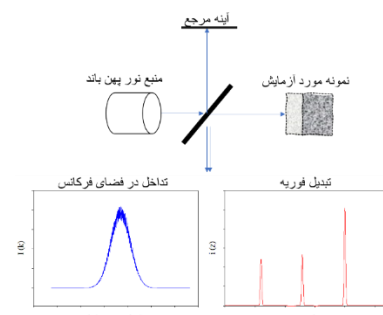 آینه مرجع
منبع نور پهن باند
نمونه مورد آزمایش
تداخل در فضای فرکانس
تبدیل فوریه
I (k)
i (z)